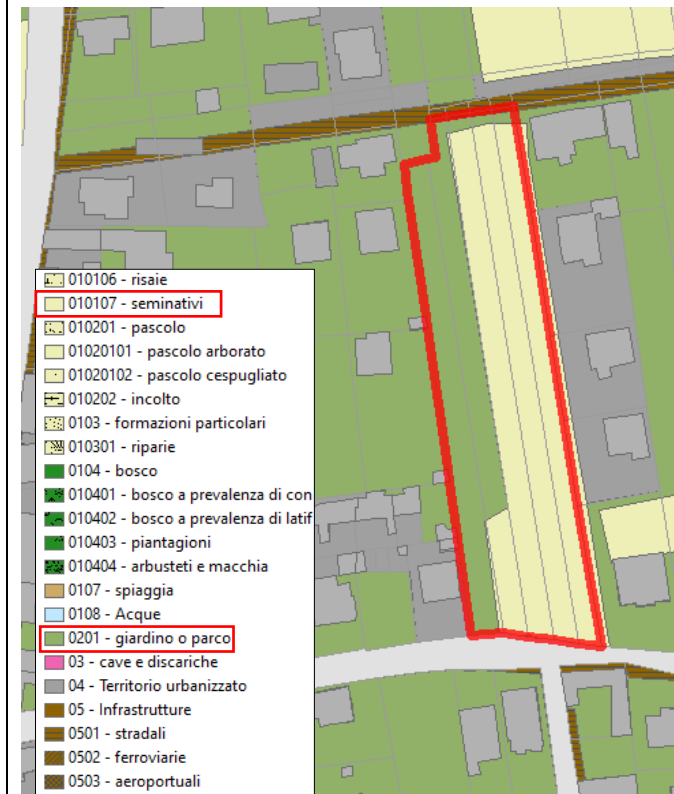 010106 - risaie
010107 - seminativi
010201 - pascolo
01020101 - pascolo arborato
01020102 - pascolo cespugliato
010202 - incolto
0103 - formazioni particolari
010301 - riparie
0104 - bosco
010401 - bosco a prevalenza di con
010402 - bosco a prevalenza di latif
010403 - piantagioni
010404 - arbusteti e macchia
0107 - spiaggia
0108 - Acque
0201 - giardino o parco
03 - cave e discariche
04 - Territorio urbanizzato
05 - Infrastrutture
0501 - stradali
0502 - ferroviarie
0503 - aeroportuali